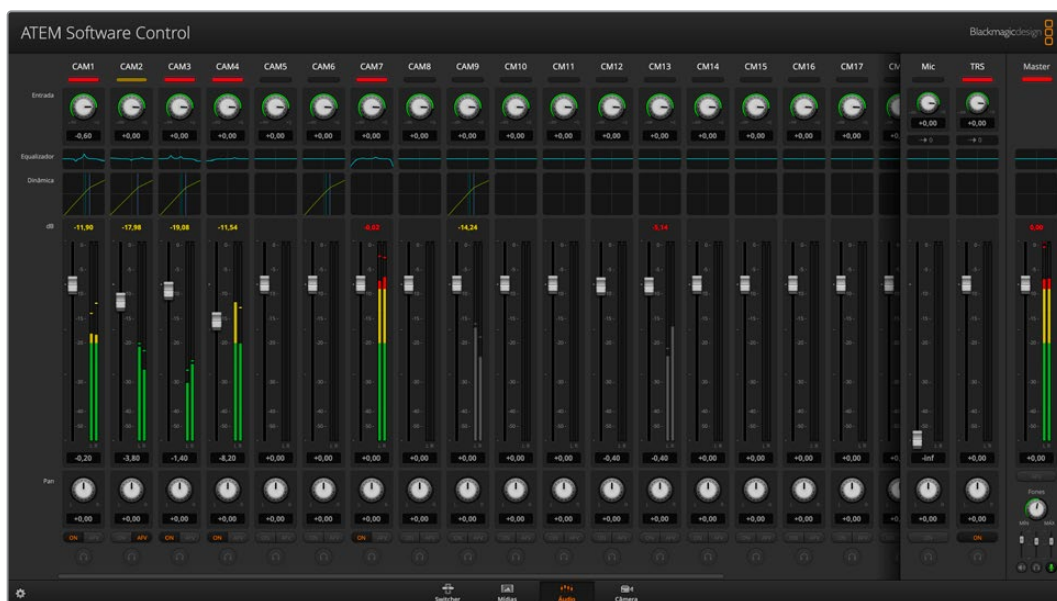 ATEM Software Control
Blackmagicdesign
CAM1 CAM2 CAM3 CAM4 CAM5 CAM6 CAM7 CAM8 CAM9 CM10 CM11 CM12 CM13 CM14 CM15 CM16 CM17 Mic TRS Master
Entrada
-0,60 +0,00 +0,00 +0,00 +0,00 +0,00 +0,00 +0,00 +0,00 +0,00 +0,00 +0,00 +0,00 +0,00 +0,00 +0,00 +0,00 +0,00 +0,00
Equalizador
Dinâmica
dB
-11,90 -17,98 -19,08 -11,54 -0,02 -14,24 -5,14 0,00
-0,20 -3,80 -1,40 -8,20 +0,00 +0,00 +0,00 +0,00 +0,00 +0,00 +0,00 -0,40 -0,40 +0,00 +0,00 +0,00 +0,00 -inf +0,00 +0,00
Pan
+0,00 +0,00 +0,00 +0,00 +0,00 +0,00 +0,00 +0,00 +0,00 +0,00 +0,00 +0,00 +0,00 +0,00 +0,00 +0,00 +0,00
Fones
ON AFV ON ON ON ON
Switcher Mídias Áudio Câmera